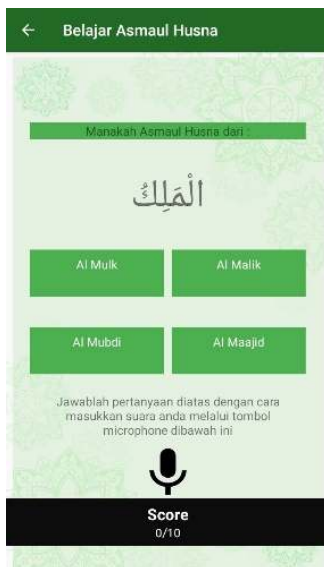 Belajar Asmaul Husna
Manakah Asmaul Husna dari :
الْمَلِكُ
Al Mulk
Al Malik
Al Mubdi
Al Maajid
Jawablah pertanyaan diatas dengan cara
masukkan suara anda melalui tombol
microphone dibawah ini
Score
0/10